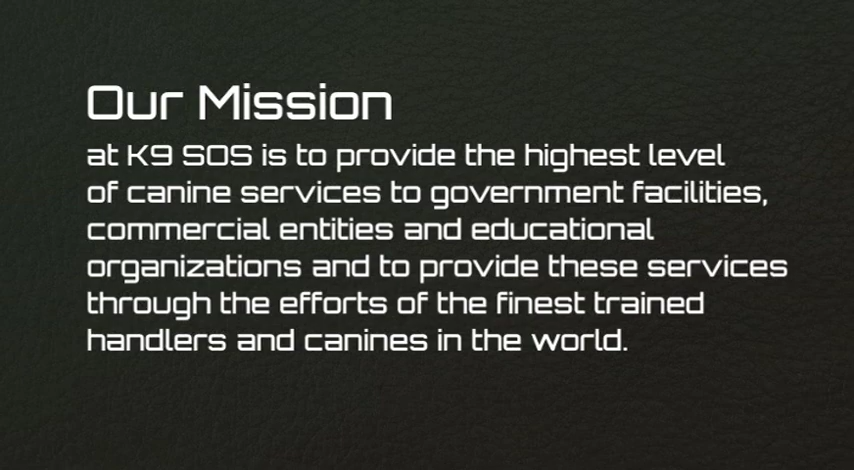 Our Mission
at K9 SOS is to provide the highest level
of canine services to government facilities,
commercial entities and educational
organizations and to provide these services
through the efforts of the finest trained
handlers and canines in the world.